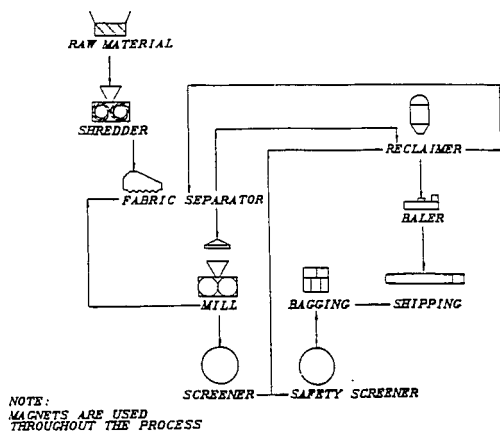 RAW MATERIAL
SHREDDER
RECLAIMER
FABRIC SEPARATOR
BALER
MILL
BAGGING
SHIPPING
SCREENER
SAFETY SCREENER
NOTE:
MAGNETS ARE USED
THROUGHOUT THE PROCESS